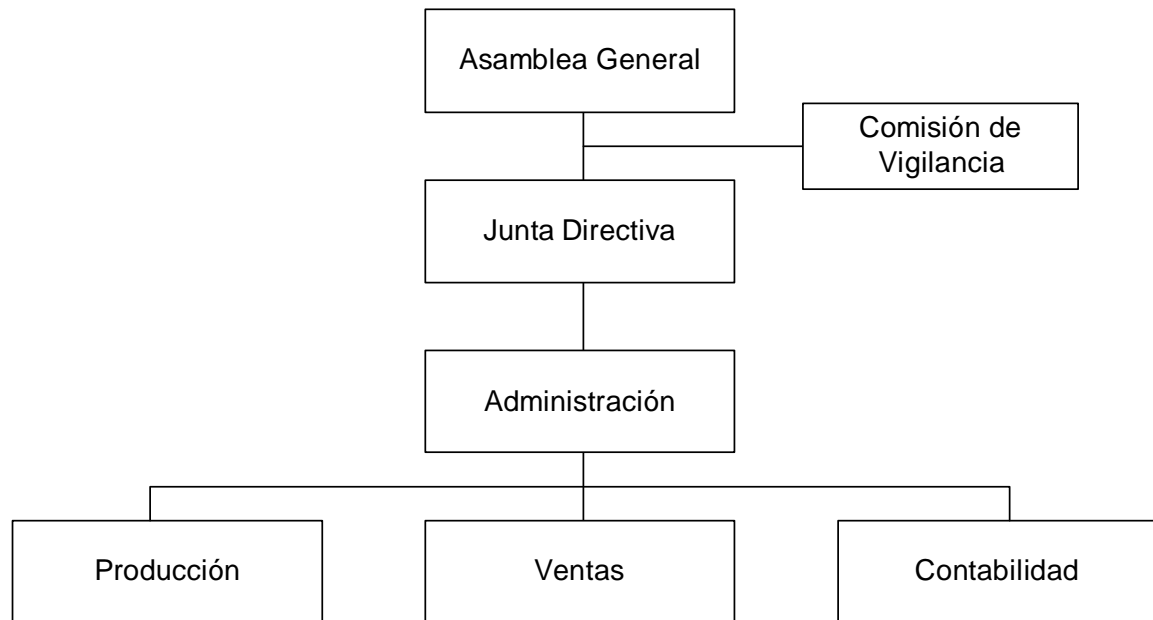 Asamblea General
Comisión de
Vigilancia
Junta Directiva
Administración
Producción
Ventas
Contabilidad